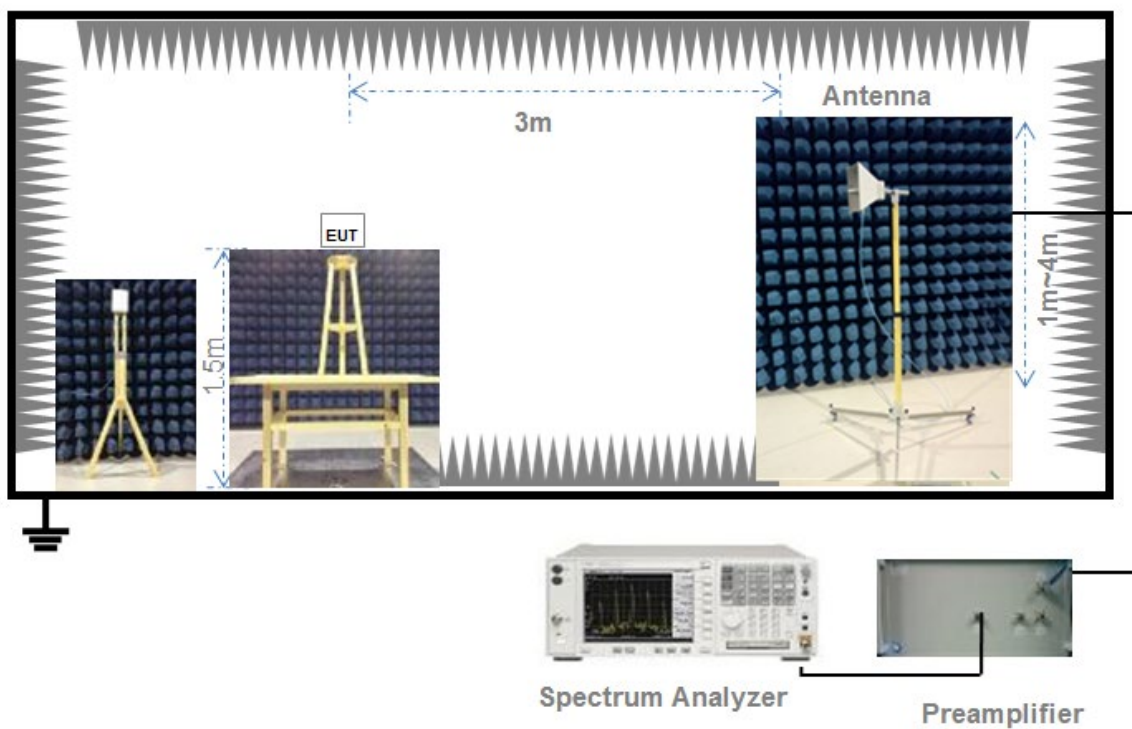 Antenna
3m
EUT
1.5m
1m~4m
Spectrum Analyzer
Preamplifier